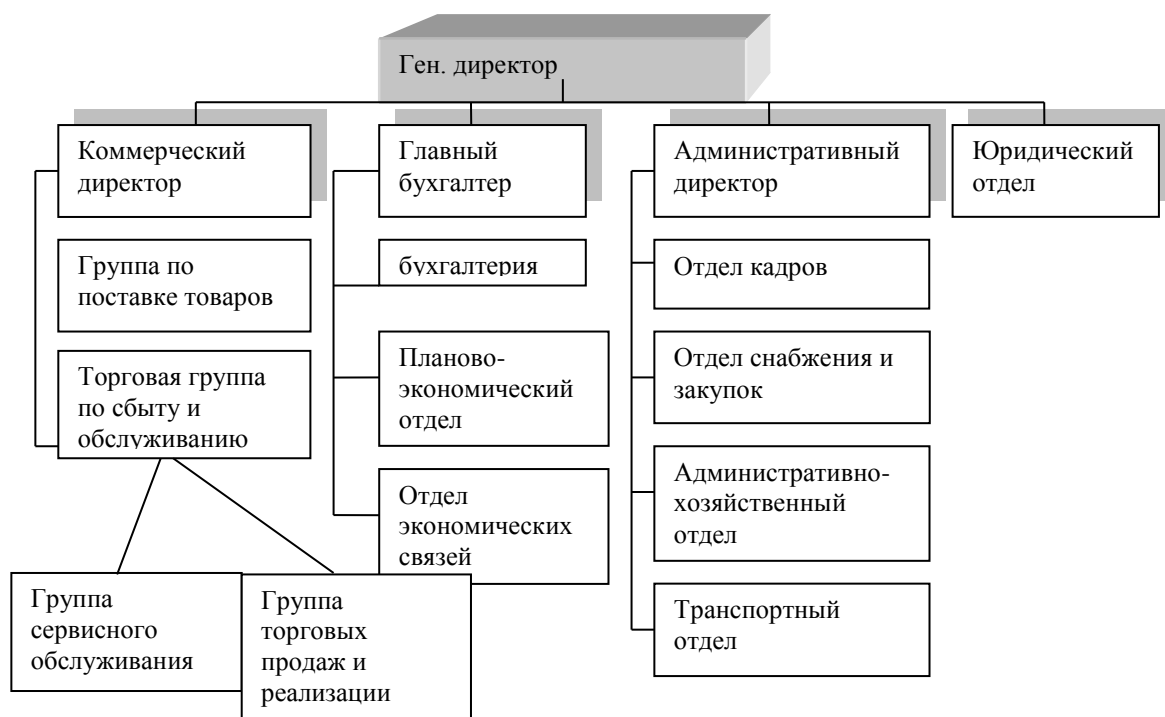 Ген. директор
Коммерческий
директор
Главный
бухгалтер
Административный
директор
Юридический
отдел
Группа по
поставке товаров
бухгалтерия
Отдел кадров
Торговая группа
по сбыту и
обслуживанию
Планово-
экономический
отдел
Отдел снабжения и
закупок
Отдел
экономических
связей
Административно-
хозяйственный
отдел
Группа
сервисного
обслуживания
Группа
торговых
продаж и
реализации
Транспортный
отдел